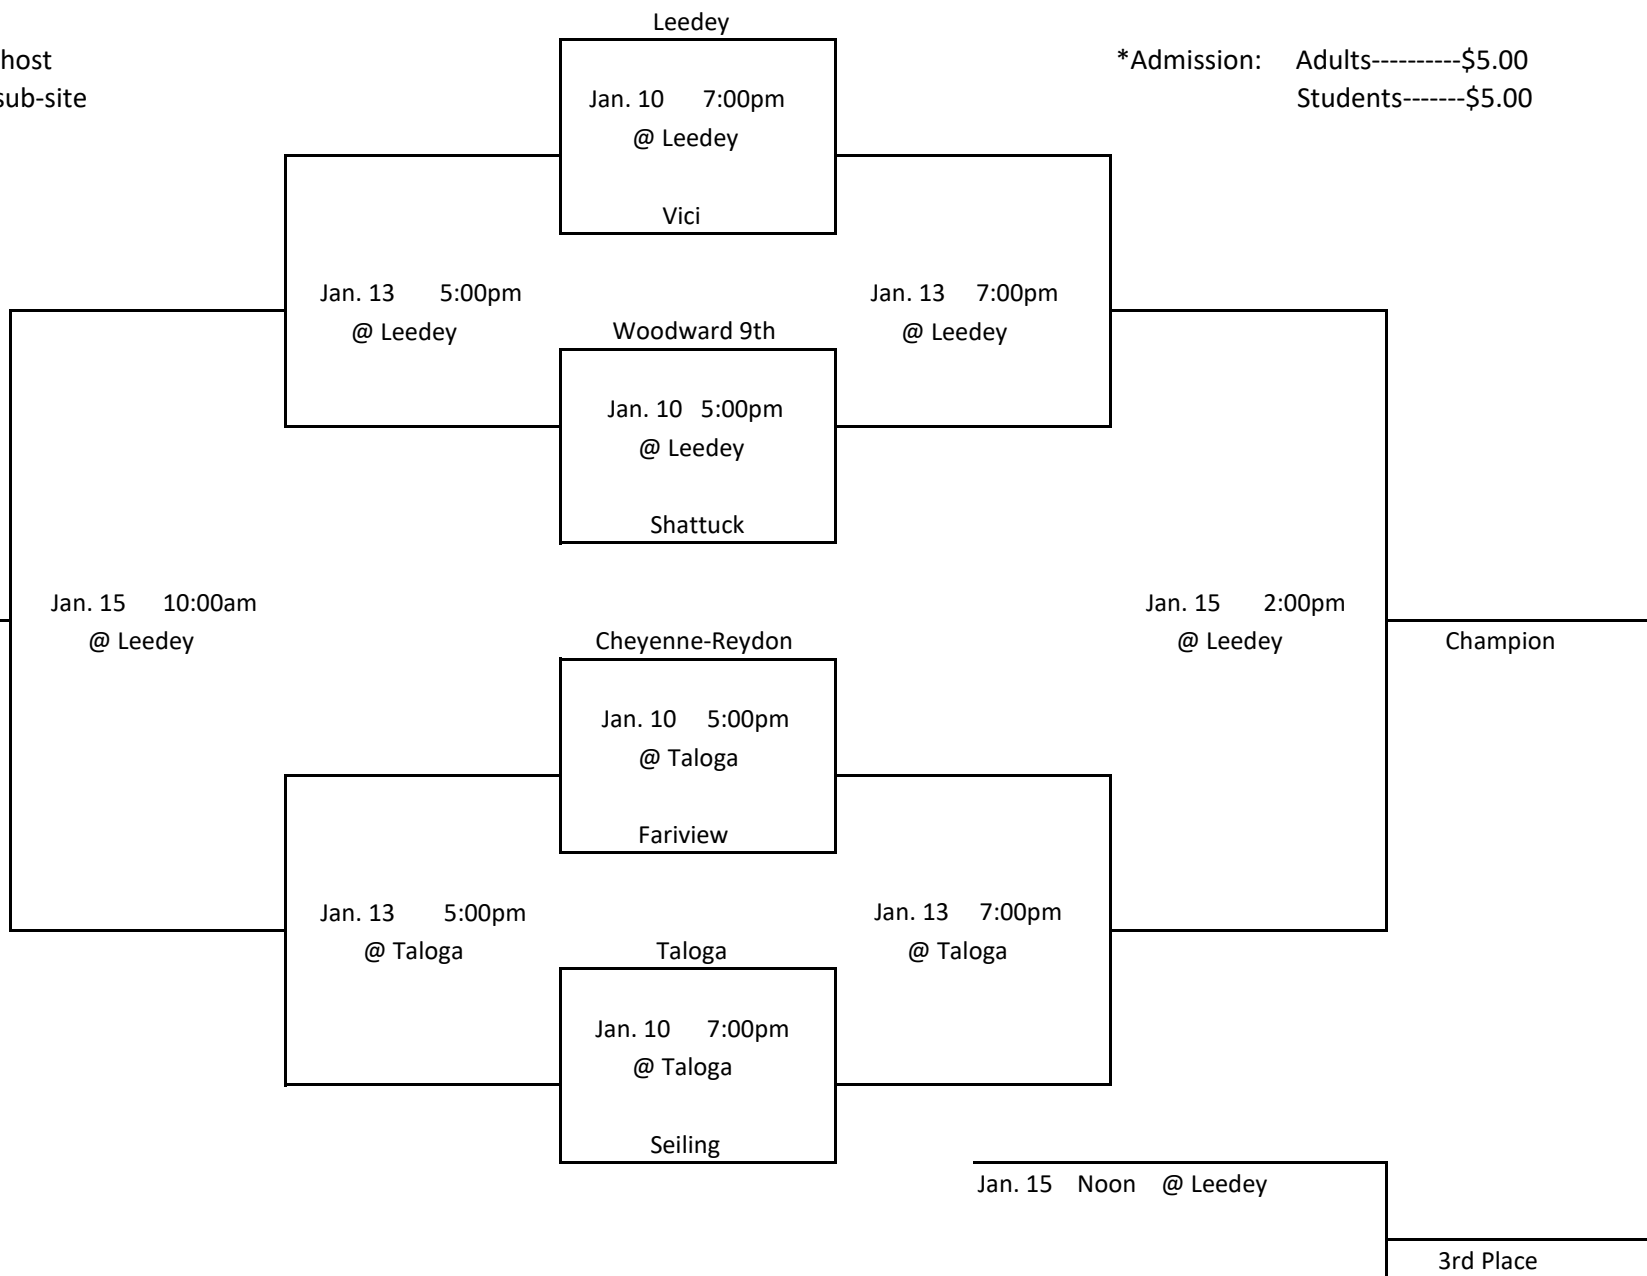 Leedey
host
*Admission: Adults----------$5.00
sub-site
Students-------$5.00
Jan. 10 7:00pm
@ Leedey
Vici
Jan. 13 5:00pm
@ Leedey
Jan. 13 7:00pm
@ Leedey
Woodward 9th
Jan. 10 5:00pm
@ Leedey
Shattuck
Jan. 15 10:00am
@ Leedey
Jan. 15 2:00pm
@ Leedey
Champion
Cheyenne-Reydon
Jan. 10 5:00pm
@ Taloga
Fariview
Jan. 13 5:00pm
@ Taloga
Jan. 13 7:00pm
@ Taloga
Taloga
Jan. 10 7:00pm
@ Taloga
Seiling
Jan. 15 Noon @ Leedey
3rd Place